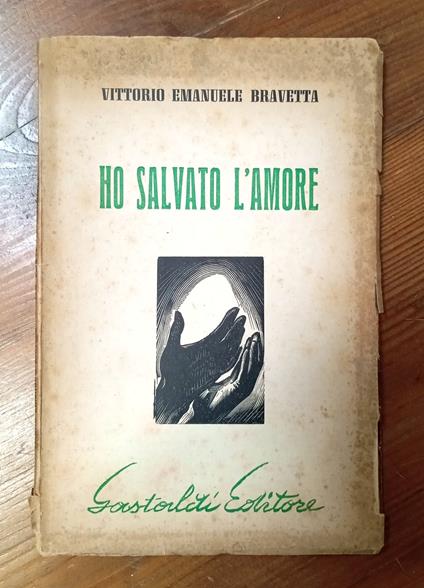 VITTORIO EMANUELE BRAVETTA
HO SALVATO L'AMORE
Gastaldi Editore